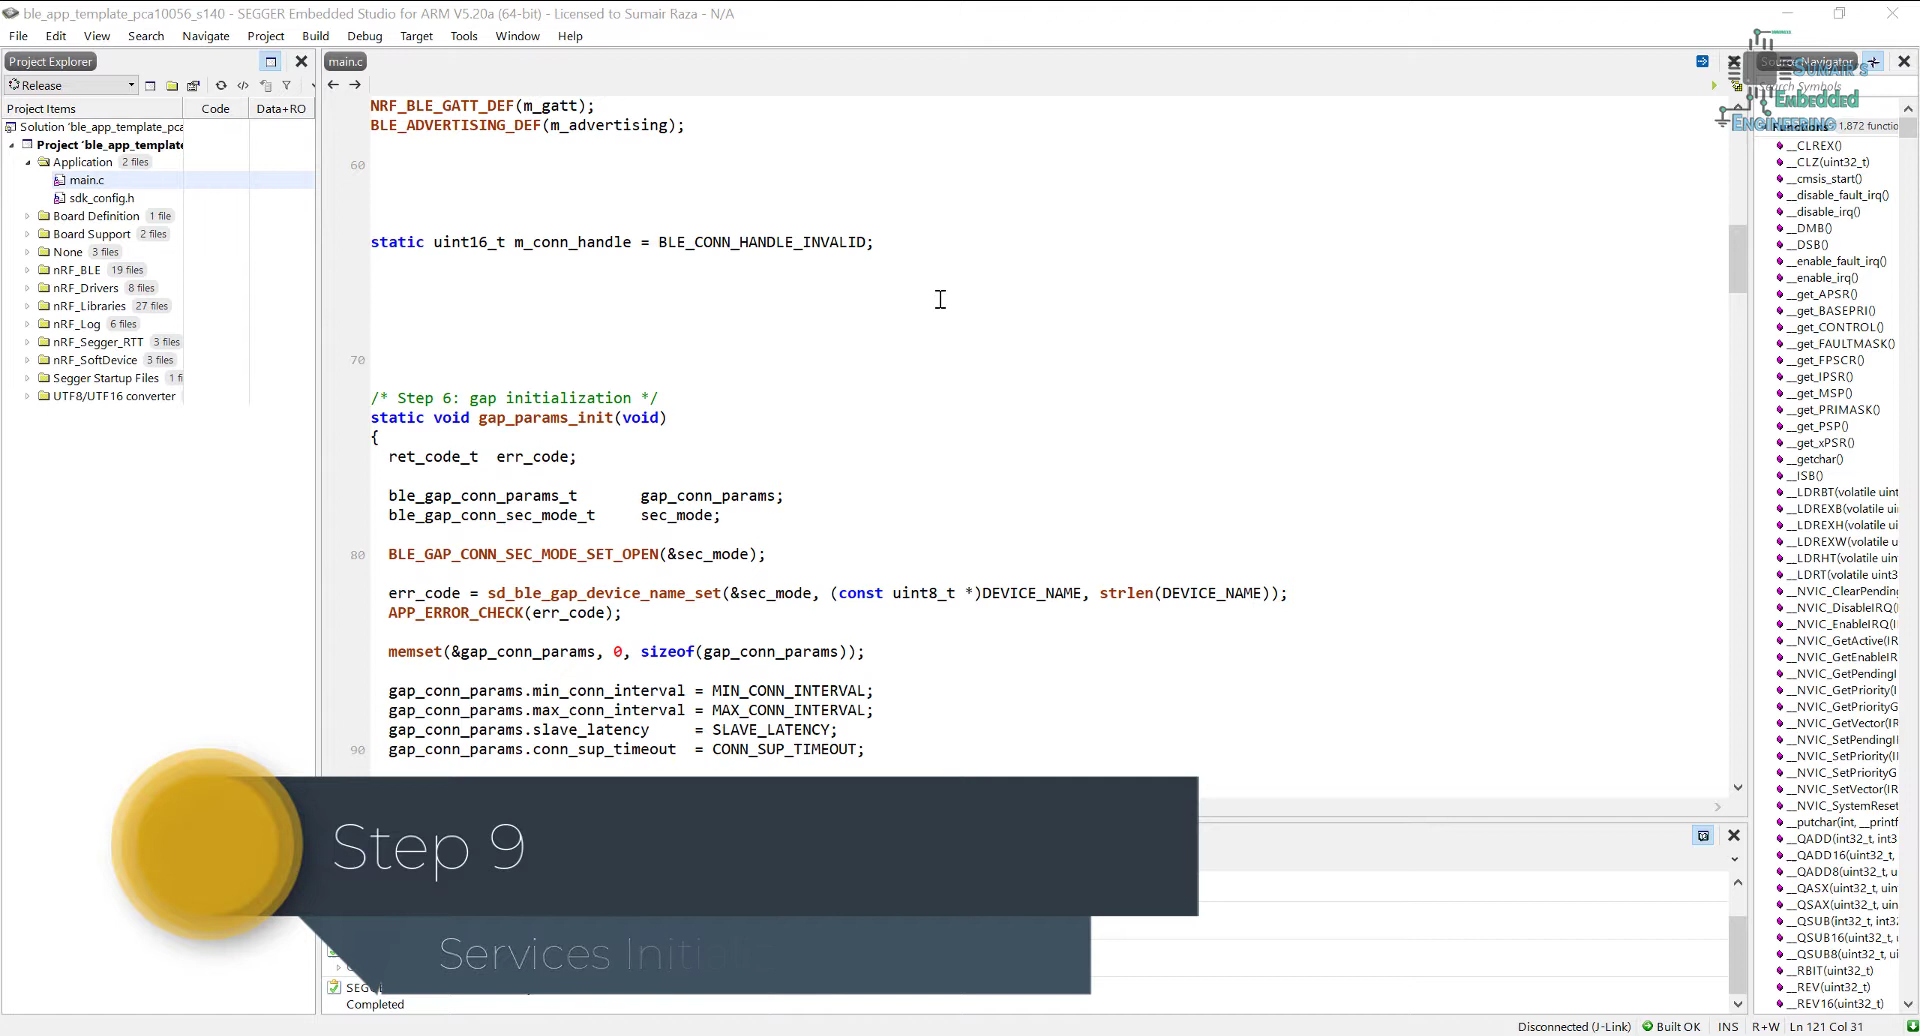 ble_app_template_pca10056_s140 - SEGGER Embedded Studio for ARM V5.20a (64-bit) - Licensed to Sumair Raza - N/A
File Edit View Search Navigate Project Build Debug Target Tools Window Help
Project Explorer
Release
Project Items Code Data+RO
Solution 'ble_app_template_pca
Project 'ble_app_template
Application 2 files
main.c
sdk_config.h
Board Definition 1 file
Board Support 2 files
None 3 files
nRF_BLE 19 files
nRF_Drivers 8 files
nRF_Libraries 27 files
nRF_Log 6 files
nRF_Segger_RTT 3 files
nRF_SoftDevice 3 files
Segger Startup Files 1 fi
UTF8/UTF16 converter
main.c
NRF_BLE_GATT_DEF(m_gatt);
BLE_ADVERTISING_DEF(m_advertising);
60
static uint16_t m_conn_handle = BLE_CONN_HANDLE_INVALID;
70
/* Step 6: gap initialization */
static void gap_params_init(void)
{
ret_code_t err_code;
ble_gap_conn_params_t gap_conn_params;
ble_gap_conn_sec_mode_t sec_mode;
80 BLE_GAP_CONN_SEC_MODE_SET_OPEN(&sec_mode);
err_code = sd_ble_gap_device_name_set(&sec_mode, (const uint8_t *)DEVICE_NAME, strlen(DEVICE_NAME));
APP_ERROR_CHECK(err_code);
memset(&gap_conn_params, 0, sizeof(gap_conn_params));
gap_conn_params.min_conn_interval = MIN_CONN_INTERVAL;
gap_conn_params.max_conn_interval = MAX_CONN_INTERVAL;
gap_conn_params.slave_latency = SLAVE_LATENCY;
90 gap_conn_params.conn_sup_timeout = CONN_SUP_TIMEOUT;
Step 9
Services Initia
SEG
Completed
Source Navigator
Search Symbols
SUMAIR'S
Embedded
ENGINEERING
Functions 1,872 functio
__CLREX()
__CLZ(uint32_t)
__cmsis_start()
__disable_fault_irq()
__disable_irq()
__DMB()
__DSB()
__enable_fault_irq()
__enable_irq()
__get_APSR()
__get_BASEPRI()
__get_CONTROL()
__get_FAULTMASK()
__get_FPSCR()
__get_IPSR()
__get_MSP()
__get_PRIMASK()
__get_PSP()
__get_xPSR()
__getchar()
__ISB()
__LDRBT(volatile uint
__LDREXB(volatile u
__LDREXH(volatile u
__LDREXW(volatile u
__LDRHT(volatile uint
__LDRT(volatile uint3
__NVIC_ClearPending
__NVIC_DisableIRQ(I
__NVIC_EnableIRQ(I
__NVIC_GetActive(IR
__NVIC_GetEnableIR
__NVIC_GetPendingI
__NVIC_GetPriority(I
__NVIC_GetPriorityG
__NVIC_GetVector(IR
__NVIC_SetPendingI
__NVIC_SetPriority(I
__NVIC_SetPriorityG
__NVIC_SetVector(IR
__NVIC_SystemReset
__putchar(int, __printf
__QADD(int32_t, int3
__QADD16(uint32_t,
__QADD8(uint32_t, u
__QASX(uint32_t, uin
__QSAX(uint32_t, uin
__QSUB(int32_t, int32
__QSUB16(uint32_t, u
__QSUB8(uint32_t, ui
__RBIT(uint32_t)
__REV(uint32_t)
__REV16(uint32_t)
Disconnected (J-Link) Built OK INS R+W Ln 121 Col 31